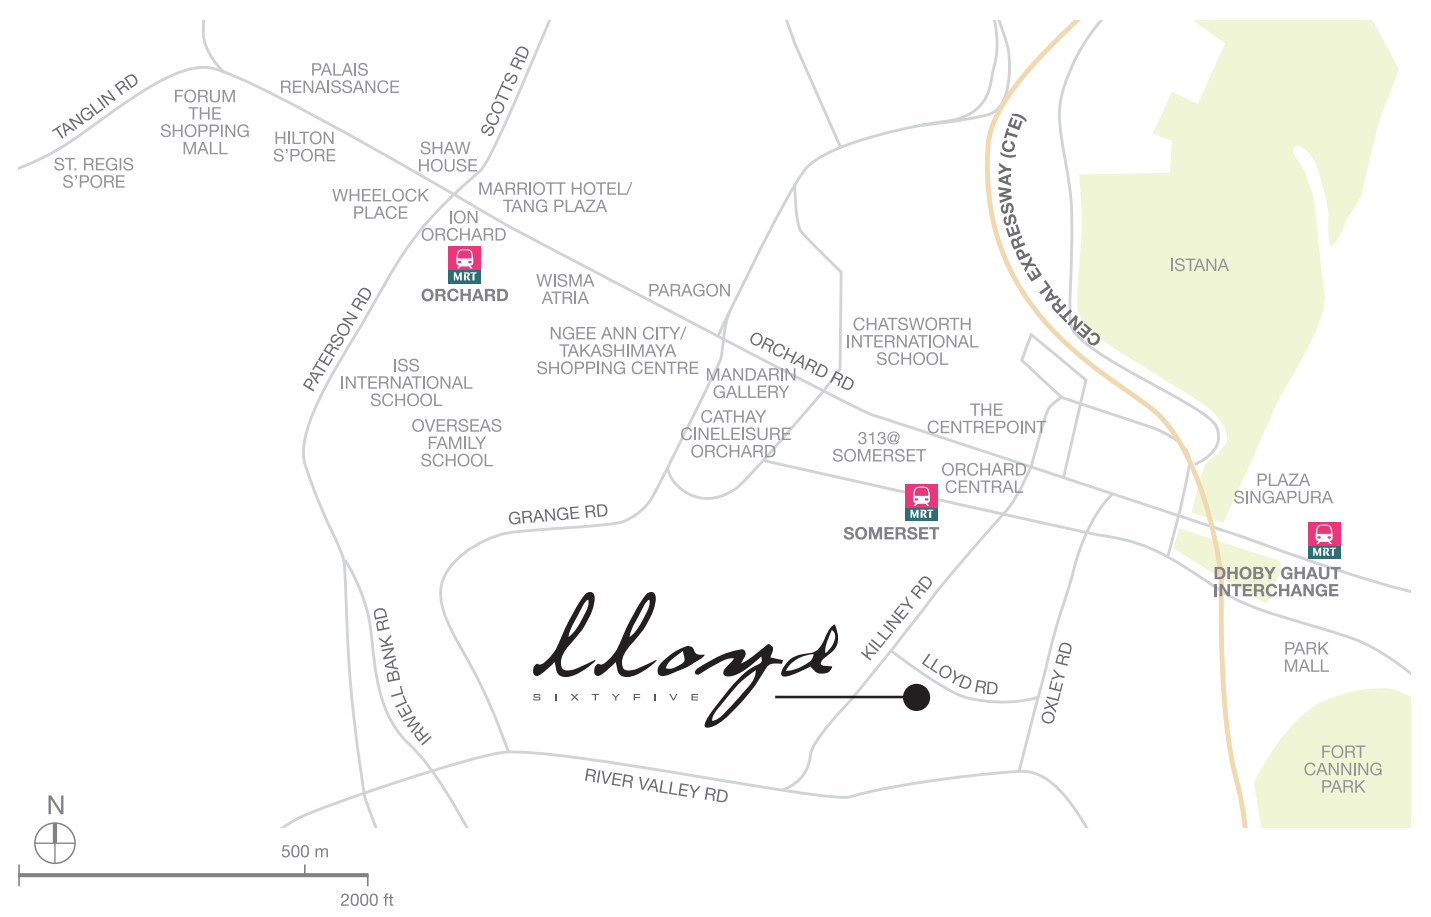 TANGLIN RD
PALAIS
RENAISSANCE
SCOTTS RD
FORUM
THE
SHOPPING
MALL
HILTON
S'PORE
SHAW
HOUSE
ST. REGIS
S'PORE
WHEELOCK
PLACE
MARRIOTT HOTEL/
TANG PLAZA
ION
ORCHARD
MRT
ORCHARD
WISMA
ATRIA
PARAGON
CENTRAL EXPRESSWAY (CTE)
ISTANA
PATERSON RD
NGEE ANN CITY/
TAKASHIMAYA
SHOPPING CENTRE
ORCHARD RD
CHATSWORTH
INTERNATIONAL
SCHOOL
ISS
INTERNATIONAL
SCHOOL
MANDARIN
GALLERY
OVERSEAS
FAMILY
SCHOOL
CATHAY
CINELEISURE
ORCHARD
THE
CENTREPOINT
313@
SOMERSET
ORCHARD
CENTRAL
PLAZA
SINGAPURA
GRANGE RD
MRT
SOMERSET
MRT
DHOBY GHAUT
INTERCHANGE
KILLINEY RD
IRWELL BANK RD
lloyd
SIXTYFIVE
LLOYD RD
OXLEY RD
PARK
MALL
RIVER VALLEY RD
FORT
CANNING
PARK
N
500 m
2000 ft